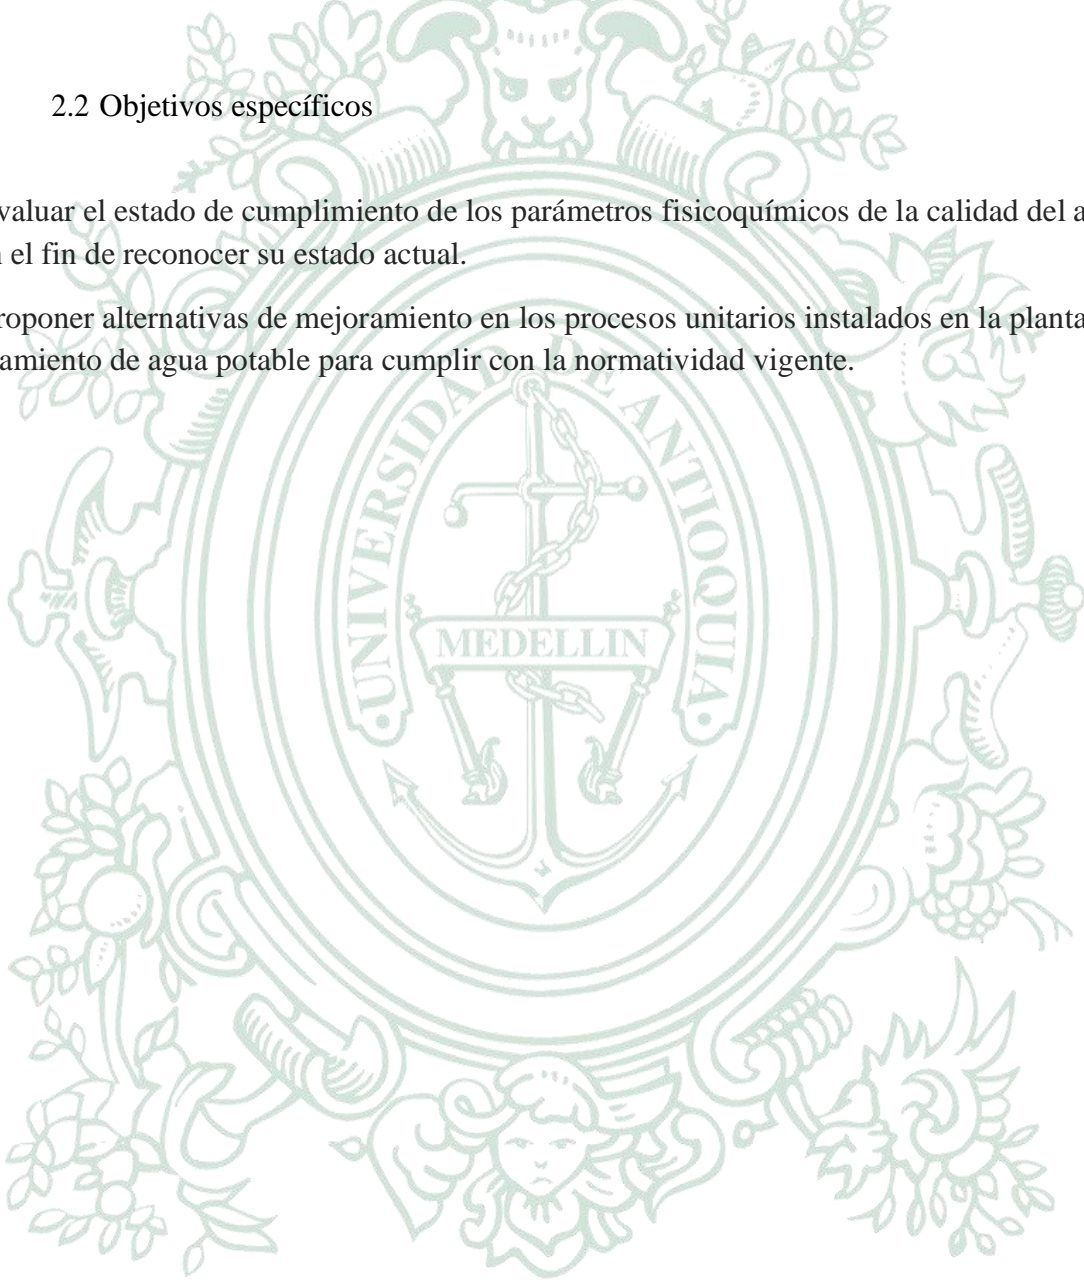 2.2 Objetivos específicos
valuar el estado de cumplimiento de los parámetros fisicoquímicos de la calidad del a
el fin de reconocer su estado actual.
roponer alternativas de mejoramiento en los procesos unitarios instalados en la planta
amiento de agua potable para cumplir con la normatividad vigente.
UNIVERSIDAD DE ANTIOQUIA
MEDELLIN